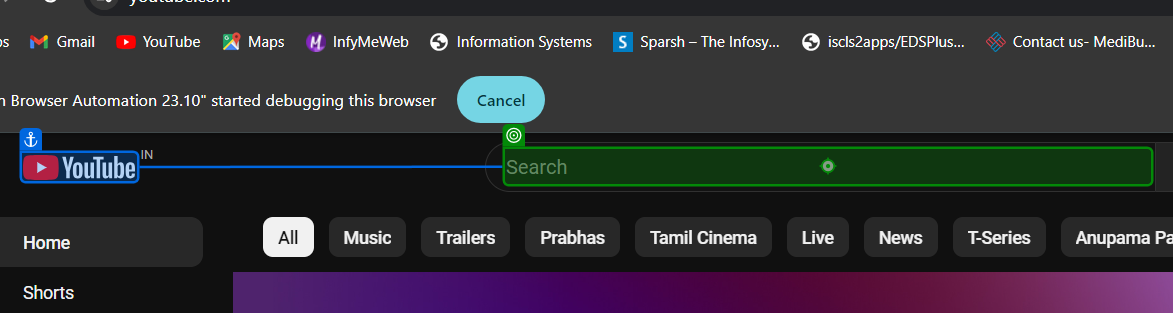 youtube.com
Gmail YouTube Maps InfyMeWeb Information Systems S Sparsh – The Infosy... iscls2apps/EDSPlus... Contact us- MediBu...
Browser Automation 23.10" started debugging this browser Cancel
YouTube IN Search
Home All Music Trailers Prabhas Tamil Cinema Live News T-Series Anupama Pa
Shorts